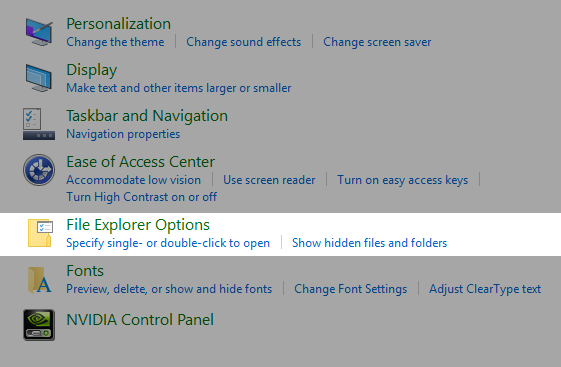 Personalization
Change the theme Change sound effects Change screen saver
Display
Make text and other items larger or smaller
Taskbar and Navigation
Navigation properties
Ease of Access Center
Accommodate low vision Use screen reader Turn on easy access keys
Turn High Contrast on or off
File Explorer Options
Specify single- or double-click to open Show hidden files and folders
Fonts
Preview, delete, or show and hide fonts Change Font Settings Adjust ClearType text
NVIDIA Control Panel